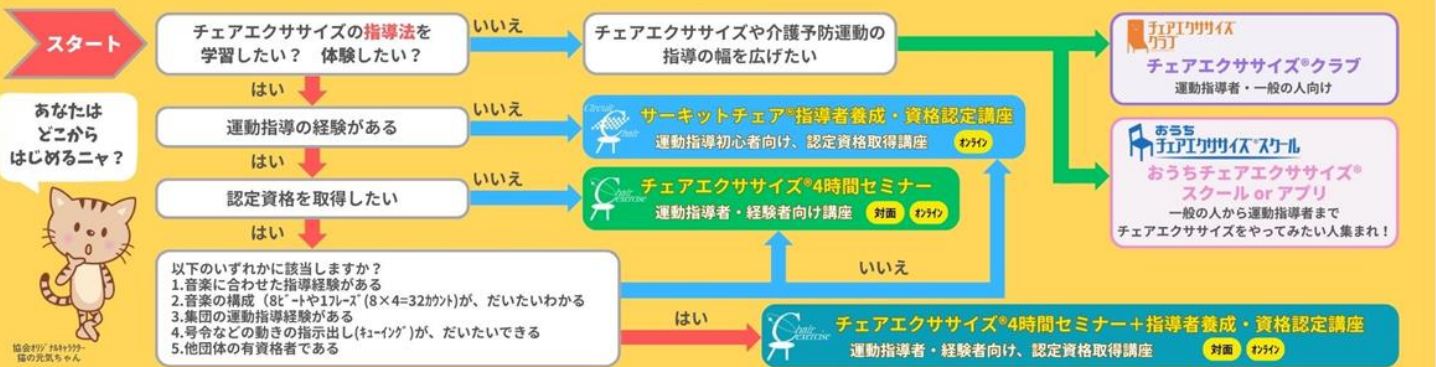 スタート
チェアエクササイズの指導法を
学習したい？ 体験したい？
いいえ
チェアエクササイズや介護予防運動の
指導の幅を広げたい
チェアエクササイズ
クラブ
チェアエクササイズ®クラブ
運動指導者・一般の人向け
はい
あなたは
どこから
はじめるニャ？
運動指導の経験がある
いいえ
Circuit
Chair
サーキットチェア®指導者養成・資格認定講座
運動指導初心者向け、認定資格取得講座 オンライン
おうち
チェアエクササイズ®スクール
おうちチェアエクササイズ®
スクール or アプリ
一般の人から運動指導者まで
チェアエクササイズをやってみたい人集まれ！
はい
認定資格を取得したい
いいえ
Chair
exercise
チェアエクササイズ®4時間セミナー
運動指導者・経験者向け講座 対面 オンライン
はい
以下のいずれかに該当しますか？
1.音楽に合わせた指導経験がある
2.音楽の構成（8ﾋﾞｰﾄや1ﾌﾚｰｽﾞ(8×4=32ｶｳﾝﾄ)が、だいたいわかる
3.集団の運動指導経験がある
4.号令などの動きの指示出し(ｷｭｰｲﾝｸﾞ)が、だいたいできる
5.他団体の有資格者である
いいえ
はい
Chair
exercise
チェアエクササイズ®4時間セミナー＋指導者養成・資格認定講座
運動指導者・経験者向け、認定資格取得講座 対面 オンライン
協会ｵﾘｼﾞﾅﾙｷｬﾗｸﾀｰ
猫の元気ちゃん